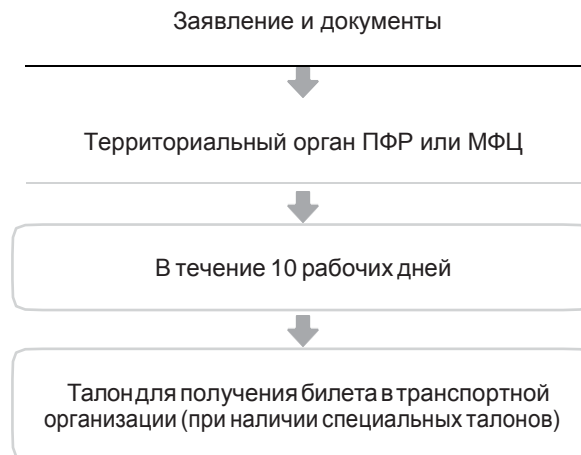 Заявление и документы
Территориальный орган ПФР или МФЦ
В течение 10 рабочих дней
Талон для получения билета в транспортной
организации (при наличии специальных талонов)